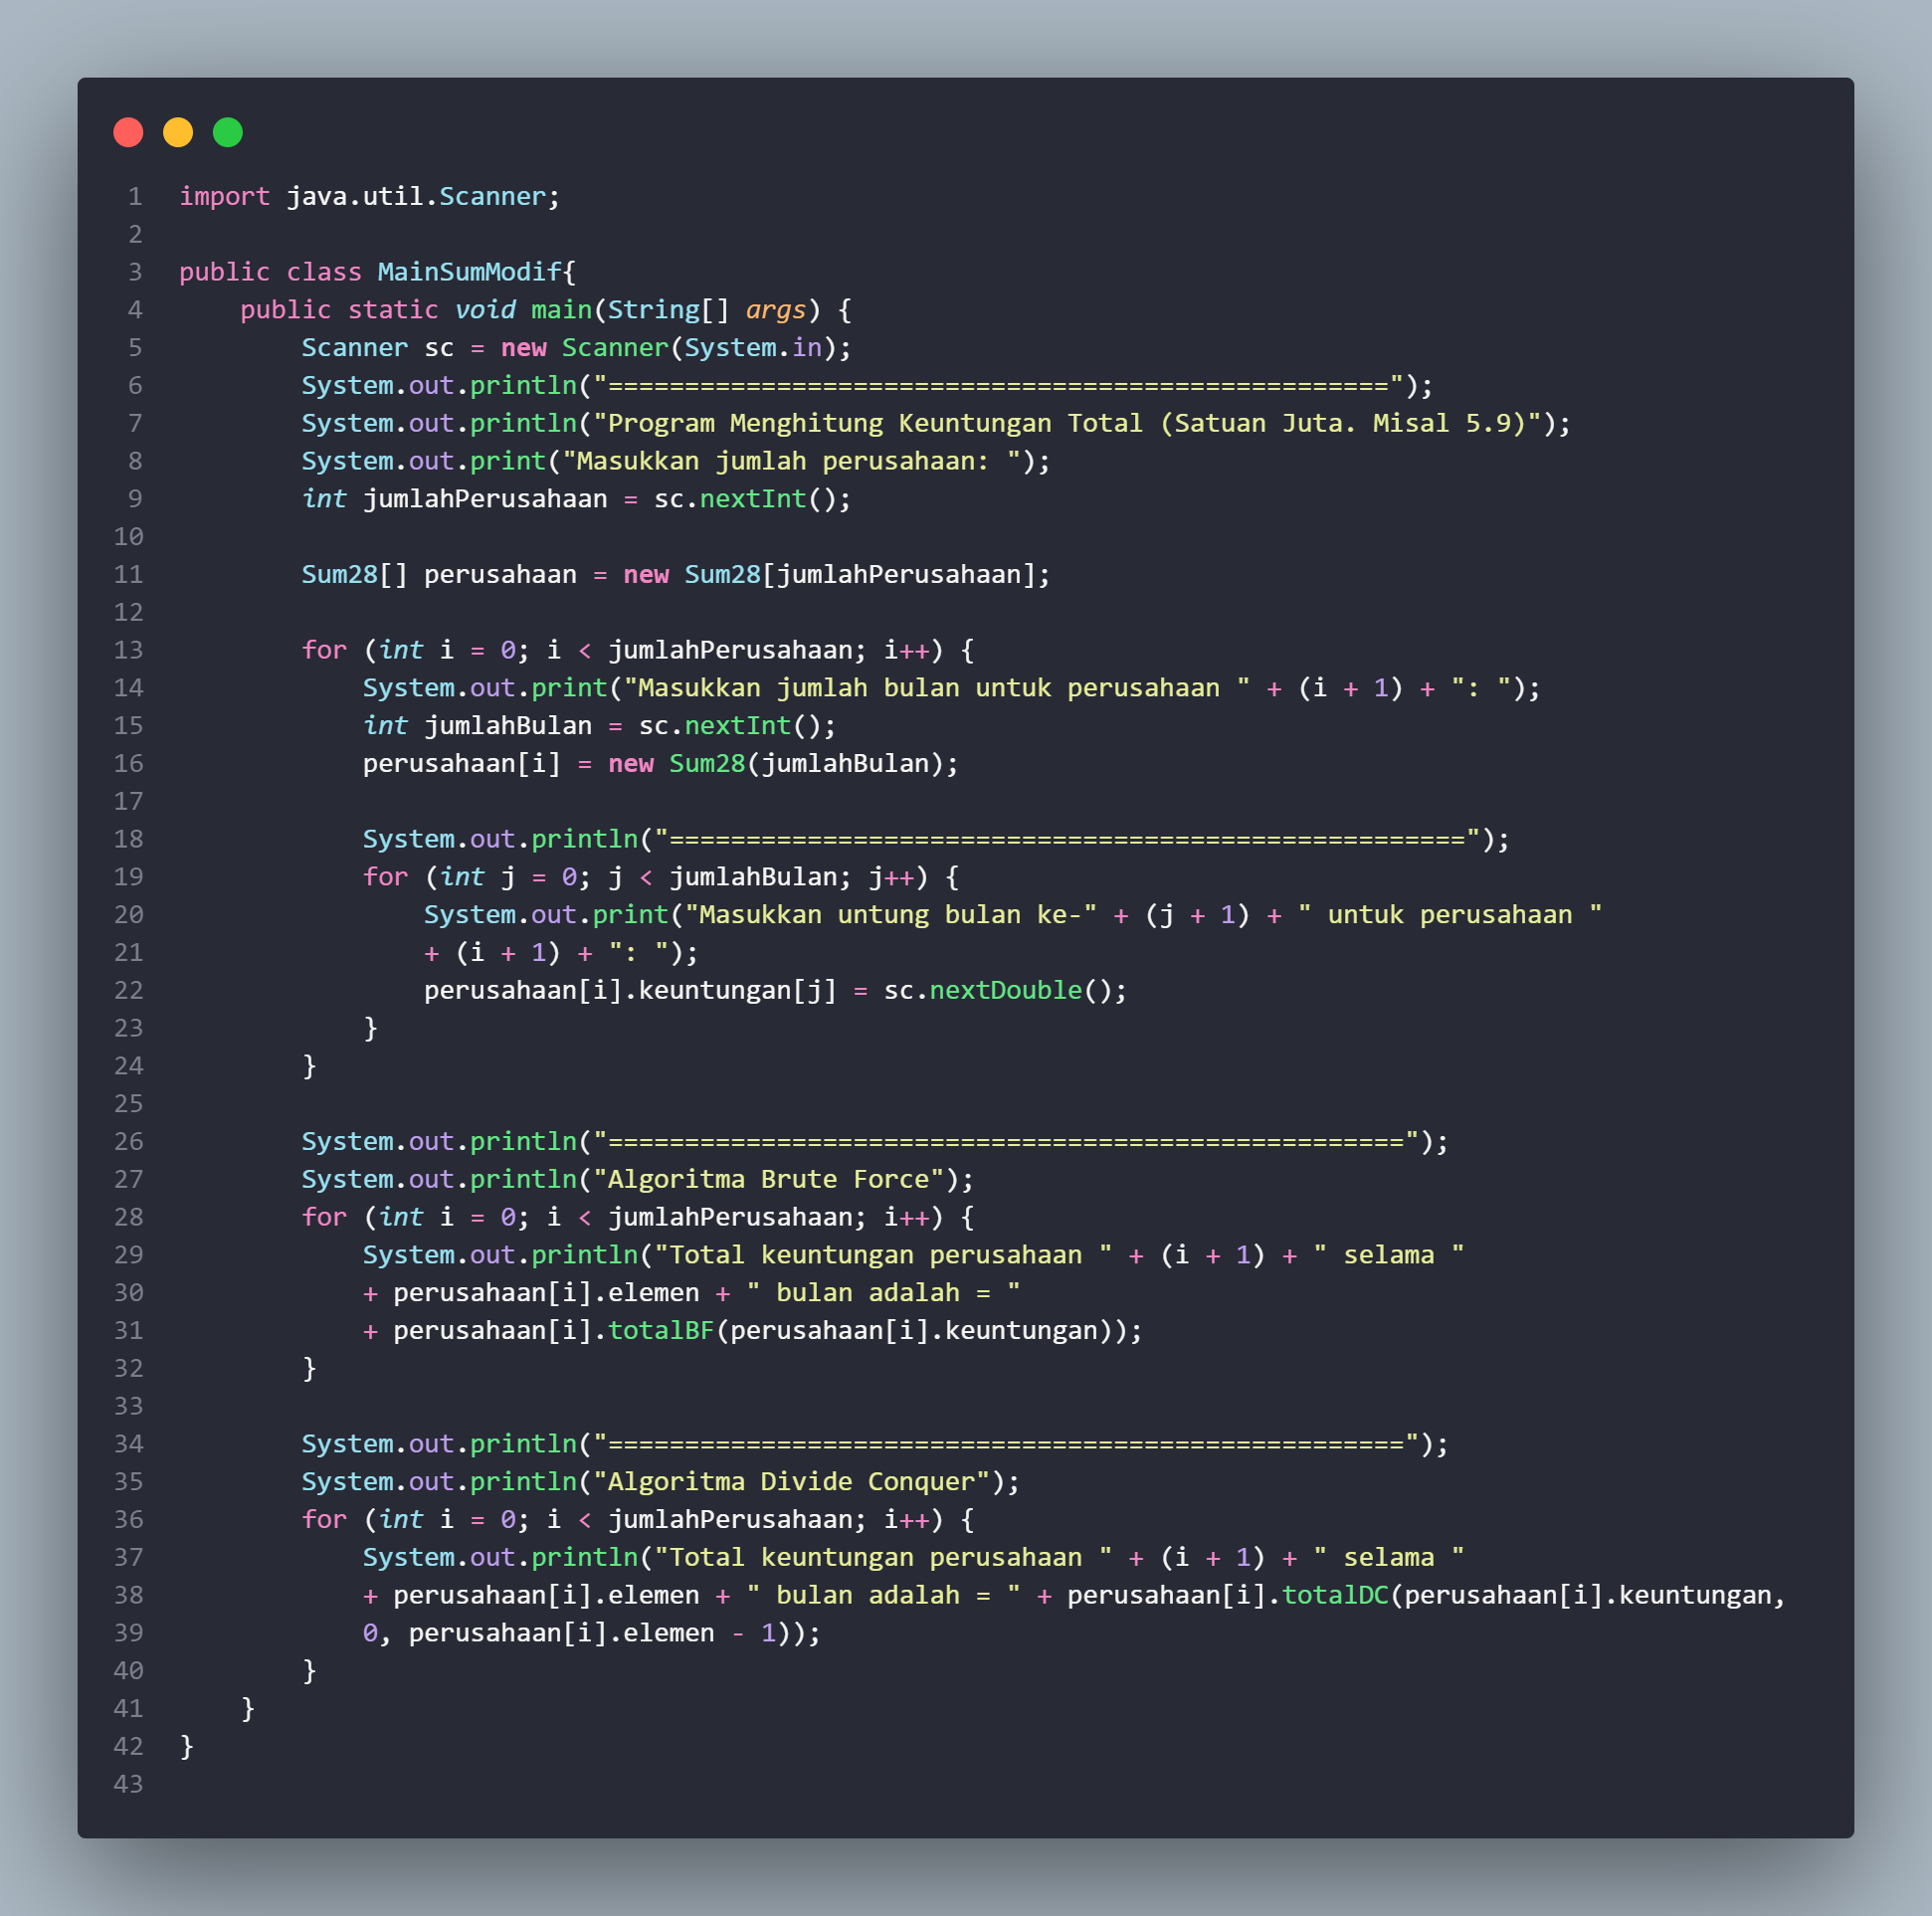 1 import java.util.Scanner;
2
3 public class MainSumModif{
4     public static void main(String[] args) {
5         Scanner sc = new Scanner(System.in);
6         System.out.println("===================================================");
7         System.out.println("Program Menghitung Keuntungan Total (Satuan Juta. Misal 5.9)");
8         System.out.print("Masukkan jumlah perusahaan: ");
9         int jumlahPerusahaan = sc.nextInt();
10
11         Sum28[] perusahaan = new Sum28[jumlahPerusahaan];
12
13         for (int i = 0; i < jumlahPerusahaan; i++) {
14             System.out.print("Masukkan jumlah bulan untuk perusahaan " + (i + 1) + ": ");
15             int jumlahBulan = sc.nextInt();
16             perusahaan[i] = new Sum28(jumlahBulan);
17
18             System.out.println("====================================================");
19             for (int j = 0; j < jumlahBulan; j++) {
20                 System.out.print("Masukkan untung bulan ke-" + (j + 1) + " untuk perusahaan "
21                 + (i + 1) + ": ");
22                 perusahaan[i].keuntungan[j] = sc.nextDouble();
23             }
24         }
25
26         System.out.println("====================================================");
27         System.out.println("Algoritma Brute Force");
28         for (int i = 0; i < jumlahPerusahaan; i++) {
29             System.out.println("Total keuntungan perusahaan " + (i + 1) + " selama "
30             + perusahaan[i].elemen + " bulan adalah = "
31             + perusahaan[i].totalBF(perusahaan[i].keuntungan));
32         }
33
34         System.out.println("====================================================");
35         System.out.println("Algoritma Divide Conquer");
36         for (int i = 0; i < jumlahPerusahaan; i++) {
37             System.out.println("Total keuntungan perusahaan " + (i + 1) + " selama "
38             + perusahaan[i].elemen + " bulan adalah = " + perusahaan[i].totalDC(perusahaan[i].keuntungan,
39             0, perusahaan[i].elemen - 1));
40         }
41     }
42 }
43